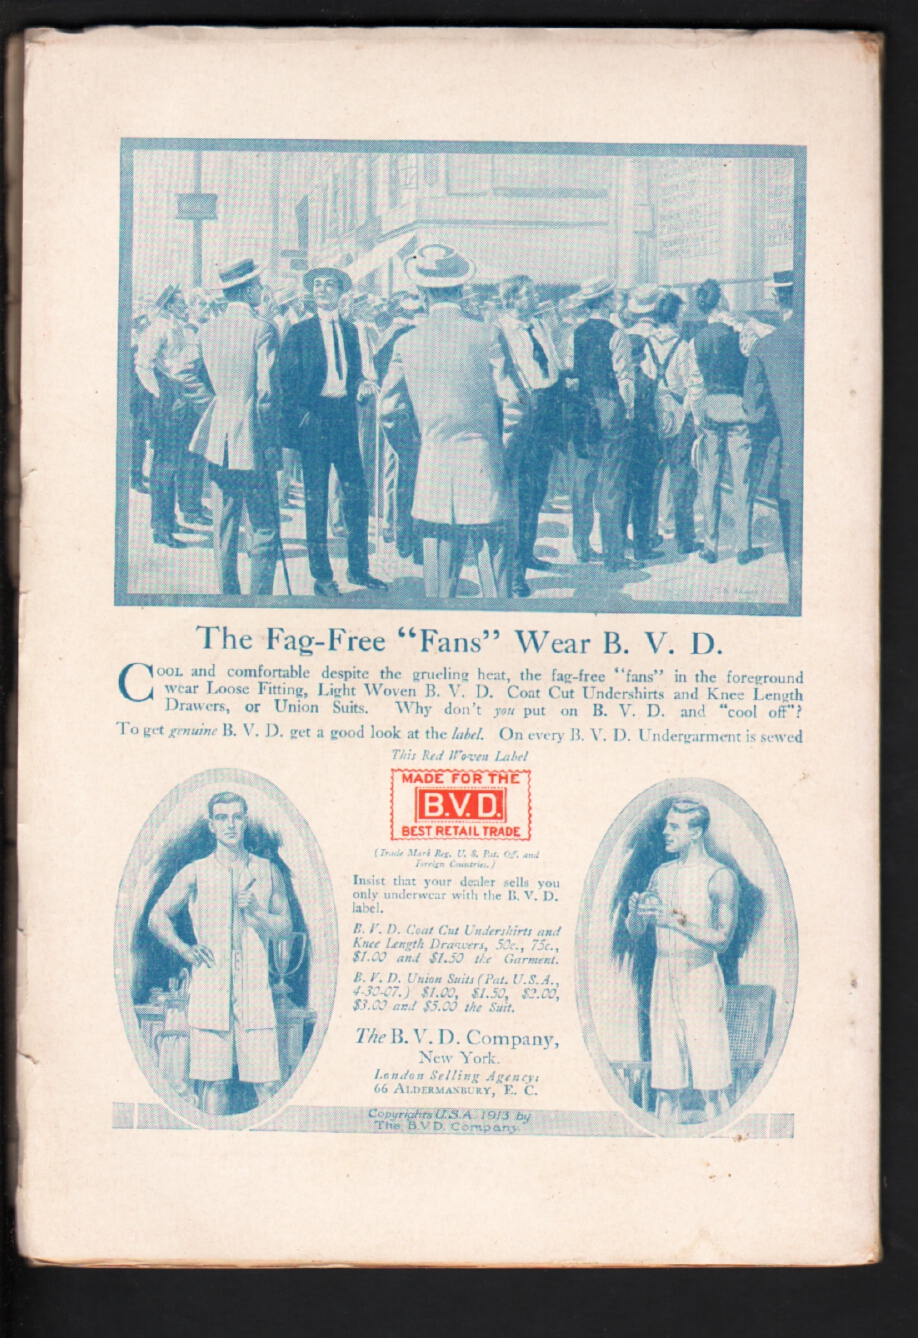 The Fag-Free “Fans” Wear B. V. D.
COOL and comfortable despite the grueling heat, the fag-free “fans” in the foreground
wear Loose Fitting, Light Woven B. V. D. Coat Cut Undershirts and Knee Length
Drawers, or Union Suits. Why don’t you put on B. V. D. and “cool off”?
To get genuine B. V. D. get a good look at the label. On every B. V. D. Undergarment is sewed
This Red Woven Label
MADE FOR THE
B.V.D.
BEST RETAIL TRADE
(Trade Mark Reg. U. S. Pat. Off. and
Foreign Countries.)
Insist that your dealer sells you
only underwear with the B. V. D.
label.
B. V. D. Coat Cut Undershirts and
Knee Length Drawers, 50c., 75c.,
$1.00 and $1.50 the Garment.
B. V. D. Union Suits (Pat. U.S.A.,
4-30-07.) $1.00, $1.50, $2.00,
$3.00 and $5.00 the Suit.
The B. V. D. Company,
New York.
London Selling Agency:
66 ALDERMANBURY, E. C.
Copyrights U.S.A. 1913 by
The B.V.D. Company.